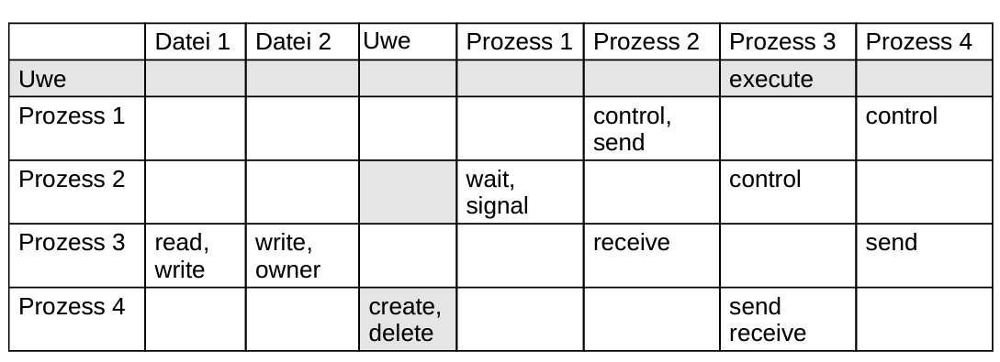 Datei 1 Datei 2 Uwe Prozess 1 Prozess 2 Prozess 3 Prozess 4
Uwe execute
Prozess 1 control, control
send
Prozess 2 wait, control
signal
Prozess 3 read, write, receive send
write owner
Prozess 4 create, send
delete receive